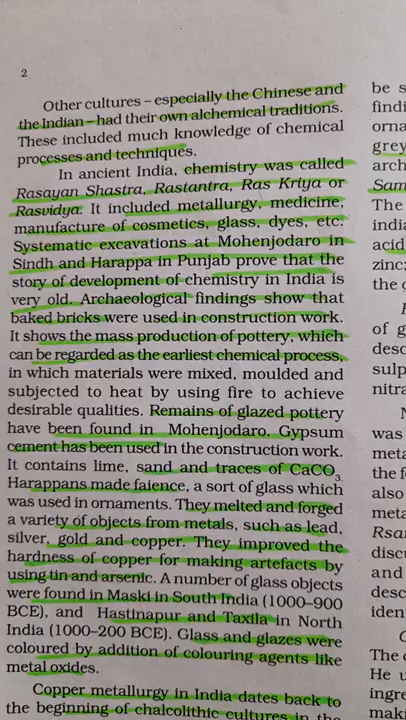 2
Other cultures – especially the Chinese and
the Indian – had their own alchemical traditions.
These included much knowledge of chemical
processes and techniques.
In ancient India, chemistry was called
Rasayan Shastra, Rastantra, Ras Kriya or
Rasvidya. It included metallurgy, medicine,
manufacture of cosmetics, glass, dyes, etc.
Systematic excavations at Mohenjodaro in
Sindh and Harappa in Punjab prove that the
story of development of chemistry in India is
very old. Archaeological findings show that
baked bricks were used in construction work.
It shows the mass production of pottery, which
can be regarded as the earliest chemical process,
in which materials were mixed, moulded and
subjected to heat by using fire to achieve
desirable qualities. Remains of glazed pottery
have been found in Mohenjodaro. Gypsum
cement has been used in the construction work.
It contains lime, sand and traces of CaCO3.
Harappans made faience, a sort of glass which
was used in ornaments. They melted and forged
a variety of objects from metals, such as lead,
silver, gold and copper. They improved the
hardness of copper for making artefacts by
using tin and arsenic. A number of glass objects
were found in Maski in South India (1000–900
BCE), and Hastinapur and Taxila in North
India (1000–200 BCE). Glass and glazes were
coloured by addition of colouring agents like
metal oxides.
Copper metallurgy in India dates back to
the beginning of chalcolithic cultures in the
be s
findi
orna
grey
arch
Sam
The
india
acid
zinc;
the
of g
desc
sulp
nitra
was
meta
the f
also
meta
Rsa
disc
and
desc
iden
The
He u
ingre
maki